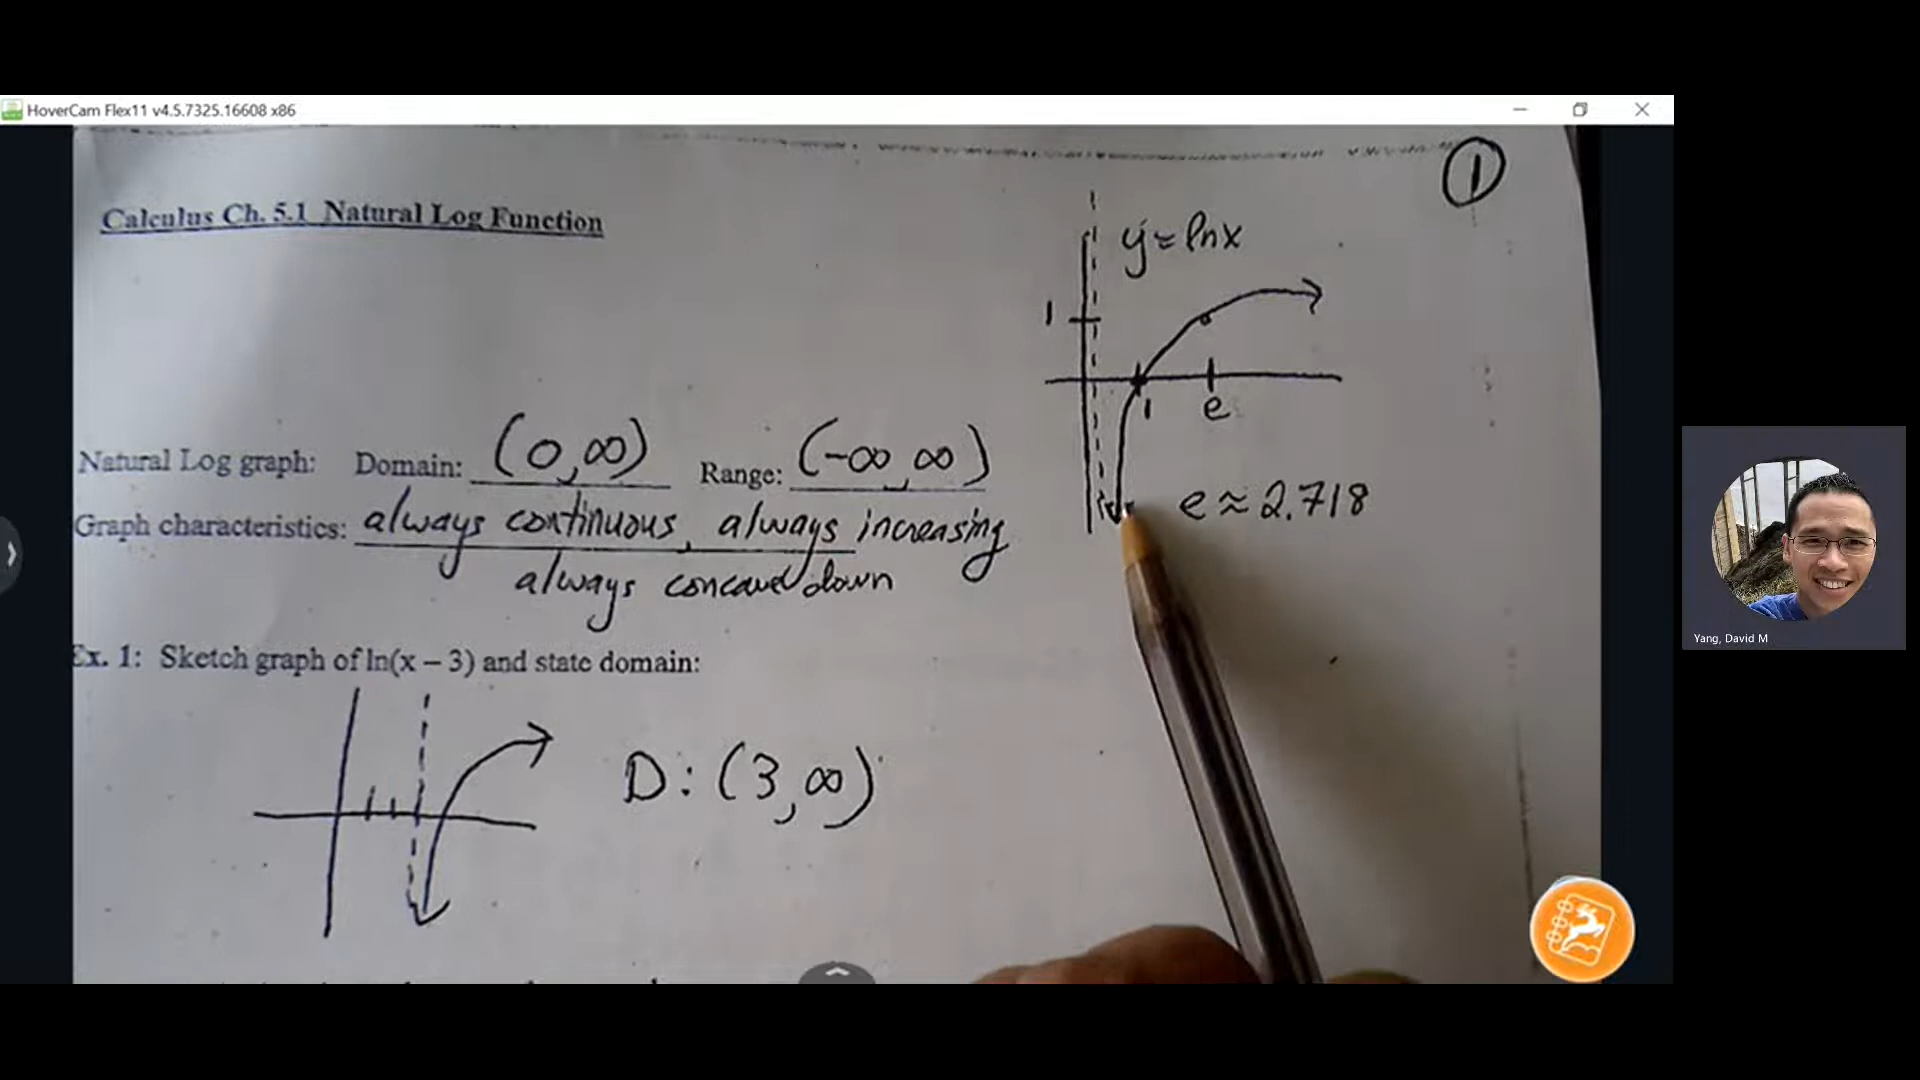 HoverCam Flex11 v4.5.7325.16608 x86
1
Calculus Ch. 5.1 Natural Log Function
y = lnx
1
1 e
Natural Log graph: Domain: (0,∞) Range: (-∞,∞)
e ≈ 2.718
Graph characteristics: always continuous, always increasing
always concave down
Ex. 1: Sketch graph of ln(x – 3) and state domain:
D: (3,∞)
Yang, David M